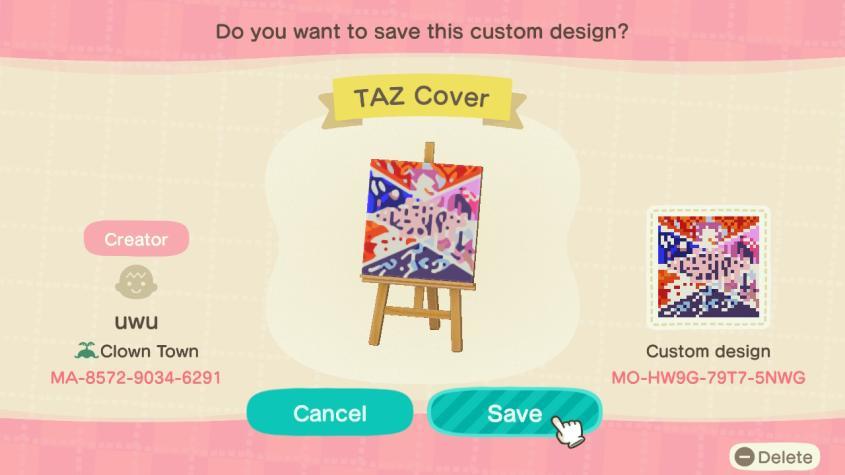 Do you want to save this custom design?
TAZ Cover
Creator
uwu
Clown Town
MA-8572-9034-6291
Custom design
MO-HW9G-79T7-5NWG
Cancel
Save
Delete